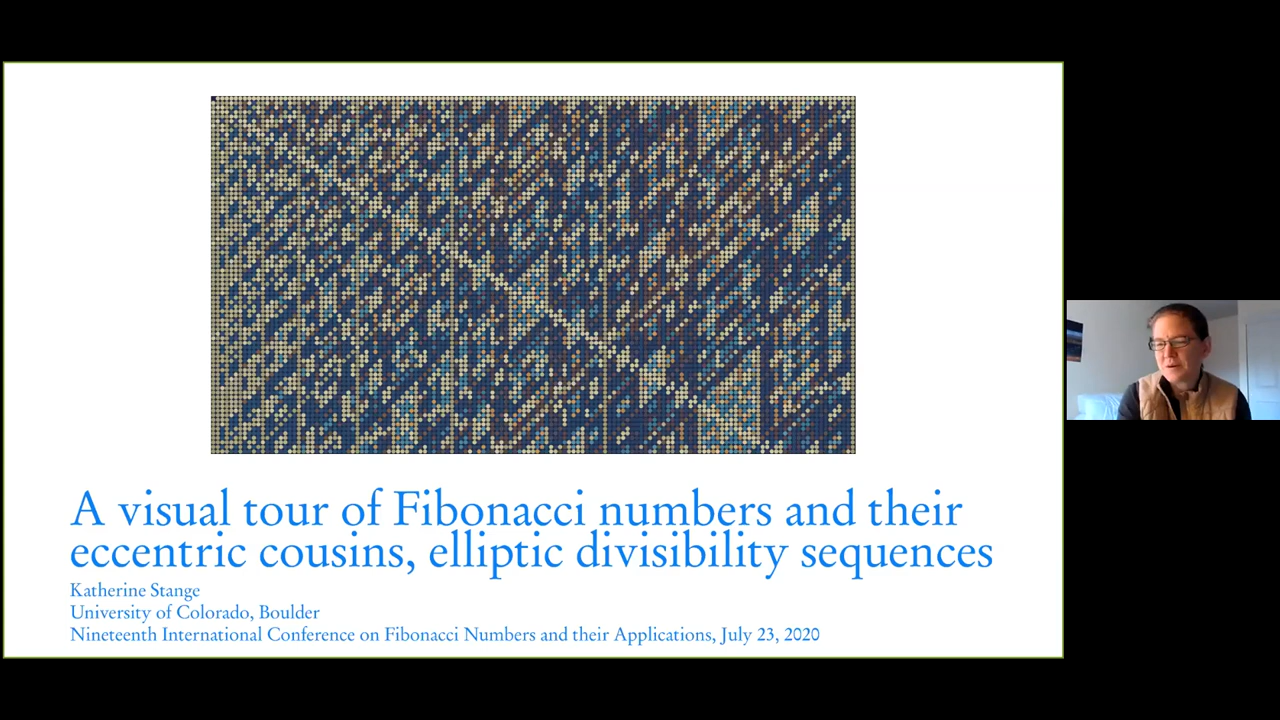 A visual tour of Fibonacci numbers and their
eccentric cousins, elliptic divisibility sequences
Katherine Stange
University of Colorado, Boulder
Nineteenth International Conference on Fibonacci Numbers and their Applications, July 23, 2020